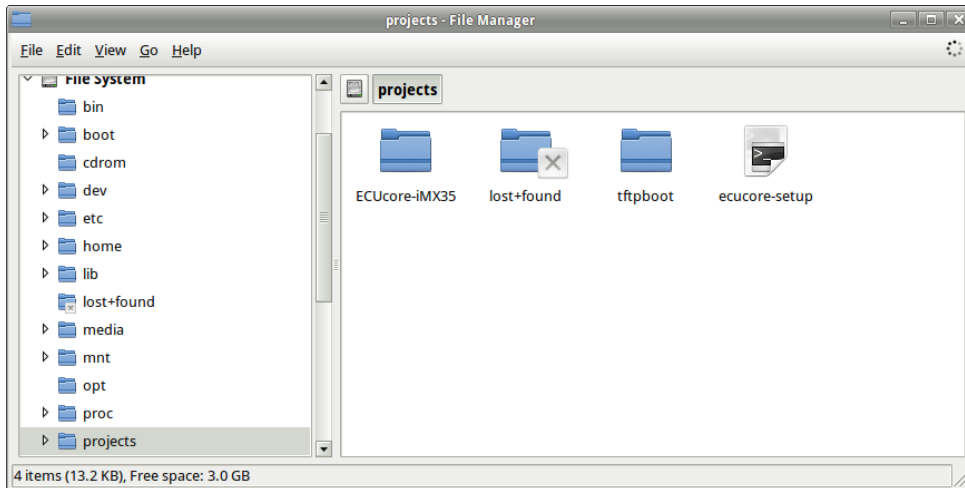 projects - File Manager
File Edit View Go Help
File System
bin
boot
cdrom
dev
etc
home
lib
lost+found
media
mnt
opt
proc
projects
projects
ECUcore-iMX35 lost+found tftpboot ecucore-setup
4 items (13.2 KB), Free space: 3.0 GB